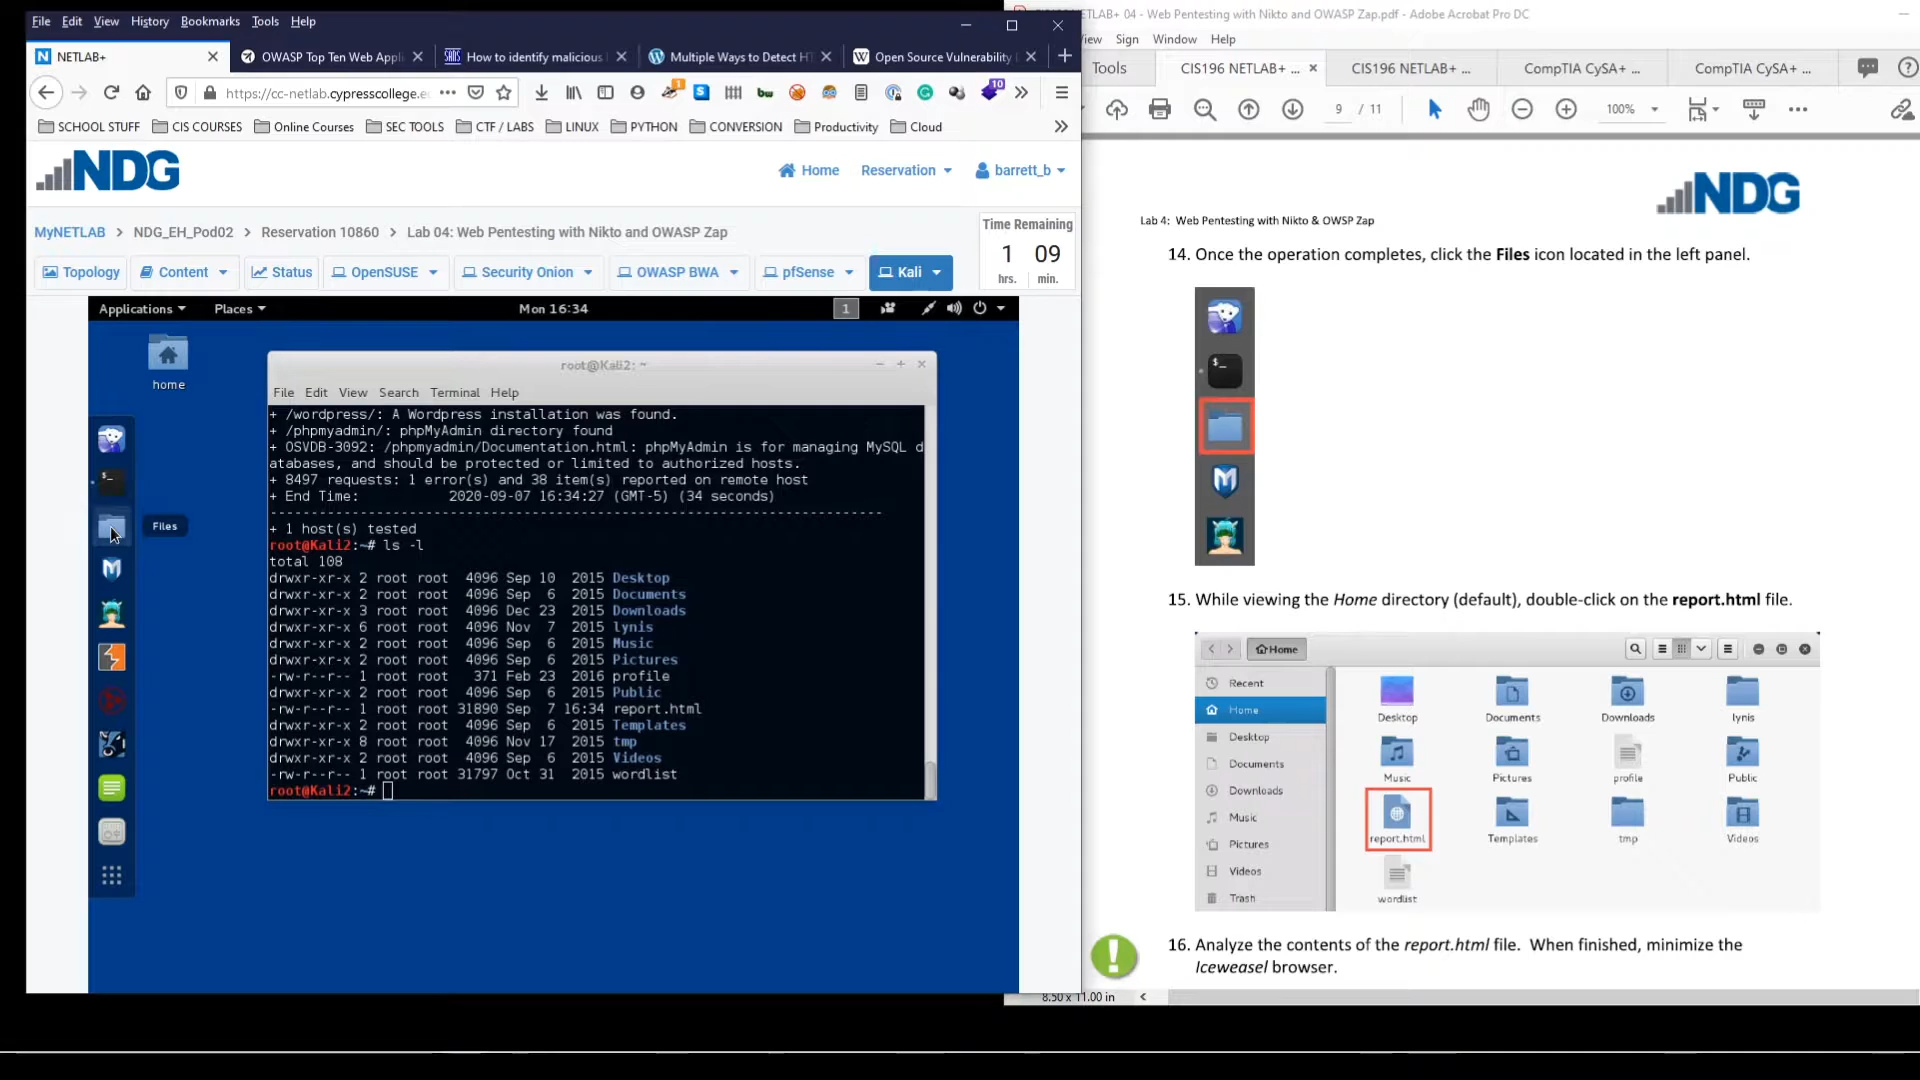 File Edit View History Bookmarks Tools Help
NETLAB+
OWASP Top Ten Web Appl
SANS
How to identify malicious
Multiple Ways to Detect HT
Open Source Vulnerability
https://cc-netlab.cypresscollege.e
SCHOOL STUFF CIS COURSES Online Courses SEC TOOLS CTF / LABS LINUX PYTHON CONVERSION Productivity Cloud
NDG
Home Reservation barrett_b
MyNETLAB > NDG_EH_Pod02 > Reservation 10860 > Lab 04: Web Pentesting with Nikto and OWASP Zap
Time Remaining
1 09
hrs. min.
Topology Content Status OpenSUSE Security Onion OWASP BWA pfSense Kali
Applications Places Mon 16:34 1
home
Files
root@Kali2: ~
File Edit View Search Terminal Help
+ /wordpress/: A Wordpress installation was found.
+ /phpmyadmin/: phpMyAdmin directory found
+ OSVDB-3092: /phpmyadmin/Documentation.html: phpMyAdmin is for managing MySQL d
atabases, and should be protected or limited to authorized hosts.
+ 8497 requests: 1 error(s) and 38 item(s) reported on remote host
+ End Time: 2020-09-07 16:34:27 (GMT-5) (34 seconds)
---------------------------------------------------------------------------
+ 1 host(s) tested
root@Kali2:~# ls -l
total 108
drwxr-xr-x 2 root root 4096 Sep 10 2015 Desktop
drwxr-xr-x 2 root root 4096 Sep 6 2015 Documents
drwxr-xr-x 3 root root 4096 Dec 23 2015 Downloads
drwxr-xr-x 6 root root 4096 Nov 7 2015 lynis
drwxr-xr-x 2 root root 4096 Sep 6 2015 Music
drwxr-xr-x 2 root root 4096 Sep 6 2015 Pictures
-rw-r--r-- 1 root root 371 Feb 23 2016 profile
drwxr-xr-x 2 root root 4096 Sep 6 2015 Public
-rw-r--r-- 1 root root 31890 Sep 7 16:34 report.html
drwxr-xr-x 2 root root 4096 Sep 6 2015 Templates
drwxr-xr-x 8 root root 4096 Nov 17 2015 tmp
drwxr-xr-x 2 root root 4096 Sep 6 2015 Videos
-rw-r--r-- 1 root root 31797 Oct 31 2015 wordlist
root@Kali2:~#
NETLAB+ 04 - Web Pentesting with Nikto and OWASP Zap.pdf - Adobe Acrobat Pro DC
iew Sign Window Help
Tools CIS196 NETLAB+ ... CIS196 NETLAB+ ... CompTIA CySA+ ... CompTIA CySA+ ...
9 / 11 100%
NDG
Lab 4: Web Pentesting with Nikto & OWSP Zap
14. Once the operation completes, click the Files icon located in the left panel.
15. While viewing the Home directory (default), double-click on the report.html file.
Home
Recent
Home
Desktop
Documents
Downloads
Music
Pictures
Videos
Trash
Desktop Documents Downloads lynis
Music Pictures profile Public
report.html Templates tmp Videos
wordlist
16. Analyze the contents of the report.html file. When finished, minimize the
Iceweasel browser.
8.50 x 11.00 in